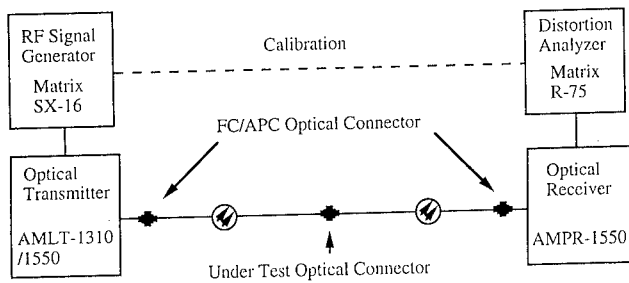 RF Signal
Generator
Matrix
SX-16
Calibration
Distortion
Analyzer
Matrix
R-75
FC/APC Optical Connector
Optical
Transmitter
AMLT-1310
/1550
Optical
Receiver
AMPR-1550
Under Test Optical Connector